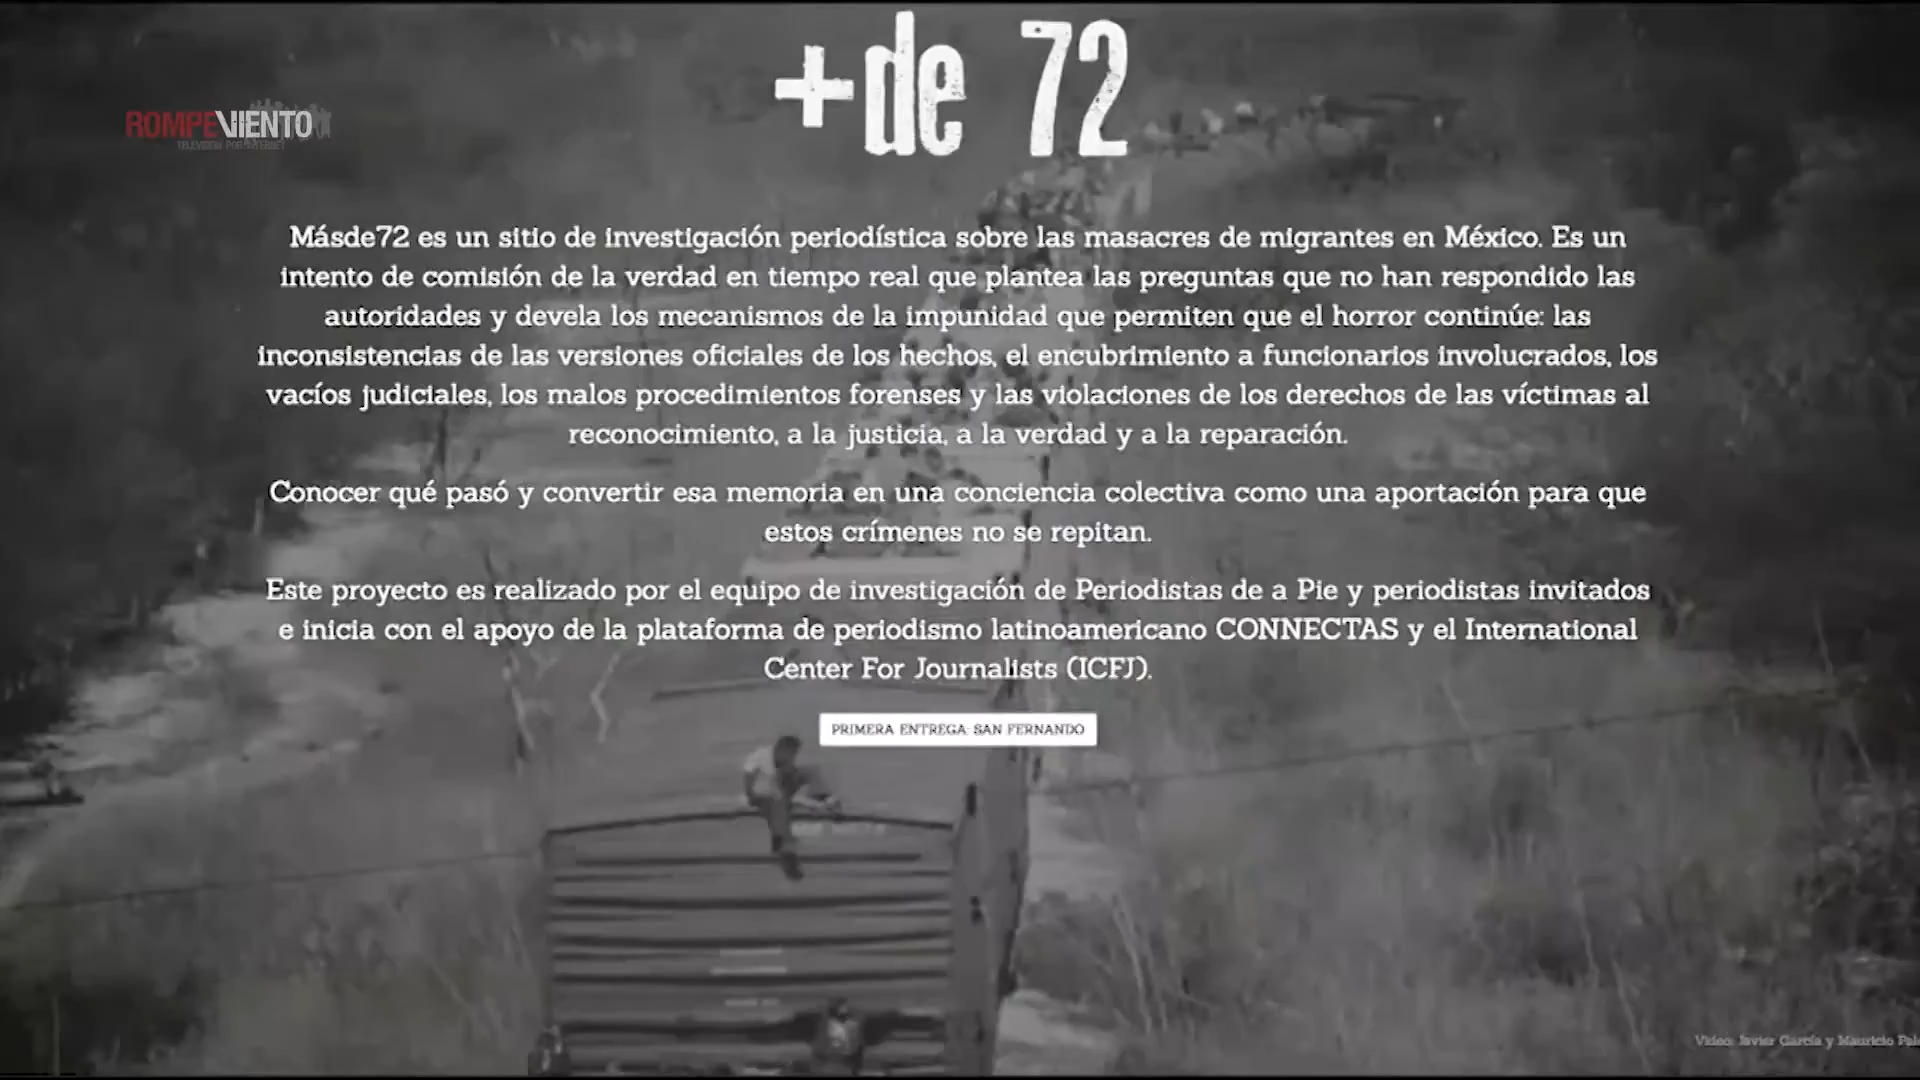 +de 72
ROMPEVIENTO
TELEVISIÓN POR INTERNET
Másde72 es un sitio de investigación periodística sobre las masacres de migrantes en México. Es un
intento de comisión de la verdad en tiempo real que plantea las preguntas que no han respondido las
autoridades y devela los mecanismos de la impunidad que permiten que el horror continúe: las
inconsistencias de las versiones oficiales de los hechos, el encubrimiento a funcionarios involucrados, los
vacíos judiciales, los malos procedimientos forenses y las violaciones de los derechos de las víctimas al
reconocimiento, a la justicia, a la verdad y a la reparación.
Conocer qué pasó y convertir esa memoria en una conciencia colectiva como una aportación para que
estos crímenes no se repitan.
Este proyecto es realizado por el equipo de investigación de Periodistas de a Pie y periodistas invitados
e inicia con el apoyo de la plataforma de periodismo latinoamericano CONNECTAS y el International
Center For Journalists (ICFJ).
PRIMERA ENTREGA: SAN FERNANDO
Video: Javier García y Mauricio